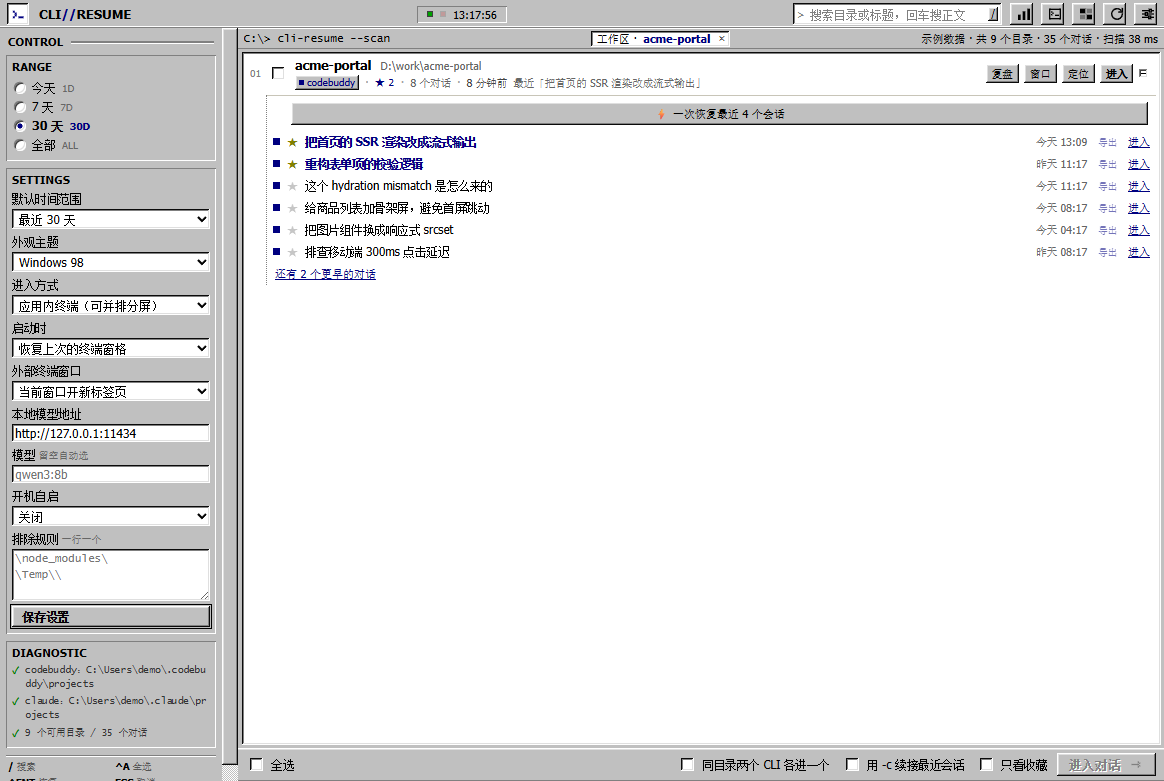 CLI//RESUME
13:17:56
> 搜索目录或标题，回车搜正文 /
CONTROL
RANGE
今天 1D
7 天 7D
30 天 30D
全部 ALL
SETTINGS
默认时间范围
最近 30 天
外观主题
Windows 98
进入方式
应用内终端（可并排分屏）
启动时
恢复上次的终端窗格
外部终端窗口
当前窗口开新标签页
本地模型地址
http://127.0.0.1:11434
模型 留空自动选
qwen3:8b
开机自启
关闭
排除规则 一行一个
\node_modules\
\Temp\\
保存设置
DIAGNOSTIC
✓ codebuddy: C:\Users\demo\.codebu
ddy\projects
✓ claude: C:\Users\demo\.claude\pr
ojects
✓ 9 个可用目录 / 35 个对话
/ 搜索 ^A 全选
C:\> cli-resume --scan
工作区 · acme-portal ×
示例数据 · 共 9 个目录 · 35 个对话 · 扫描 38 ms
01 acme-portal D:\work\acme-portal
codebuddy · ★ 2 · 8 个对话 · 8 分钟前 最近「把首页的 SSR 渲染改成流式输出」
复盘 窗口 定位 进入
一次恢复最近 4 个会话
★ 把首页的 SSR 渲染改成流式输出 今天 13:09 导出 进入
★ 重构表单项的校验逻辑 昨天 11:17 导出 进入
★ 这个 hydration mismatch 是怎么来的 今天 11:17 导出 进入
★ 给商品列表加骨架屏，避免首屏跳动 今天 08:17 导出 进入
★ 把图片组件换成响应式 srcset 今天 04:17 导出 进入
★ 排查移动端 300ms 点击延迟 昨天 08:17 导出 进入
还有 2 个更早的对话
全选
同目录两个 CLI 各进一个
用 -c 续接最近会话
只看收藏
进入对话 →